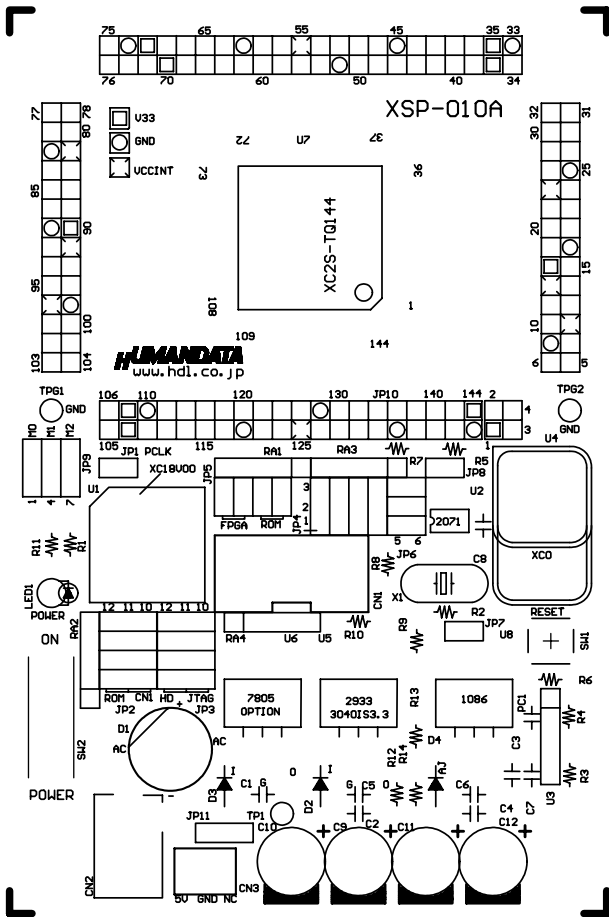 75 65 55 45 35 33
76 70 60 50 40 34
77 78
80
V33
GND
VCCINT
XSP-010A
32 31
30
72 U7 37
73 36
25
85
20
XC2S-TQ144
90
15
95
108 1
100
10
109 144
103 104
6 5
HUMANDATA
www.hdl.co.jp
TPG1
GND
TPG2
GND
106 110 120 130 JP10 140 144 2
4
105 115 125 1 3
M0 M1 M2
JP9
1 4 7
JP1 PCLK
XC18V00
U1
RA1 RA3
R7 R5
JP8
U4
JP5
FPGA ROM
JP4
3
2
1
5 6
JP6
U2
2071
R11 R1
LED1
POWER
R8
CN1
C8
X1
XCO
R2
JP7
U8
RESET
SW1
RA2
12 11 10 12 11 10
RA4 U6 U5
R10
R9
ON
SW2
POWER
ROM CN1 HD JTAG
JP2 JP3
D1
+
AC AC
-
7805
OPTION
2933
3040IS3.3
R13
1086
R12
R14
D4
PC1
R6
R4
C3
R3
U3
I O I O AJ
D3
C1 G
D2
G C5
C2
C6
C4 C7
JP11
TP1
C10 C9 C11 C12
CN2
5V GND NC
CN3